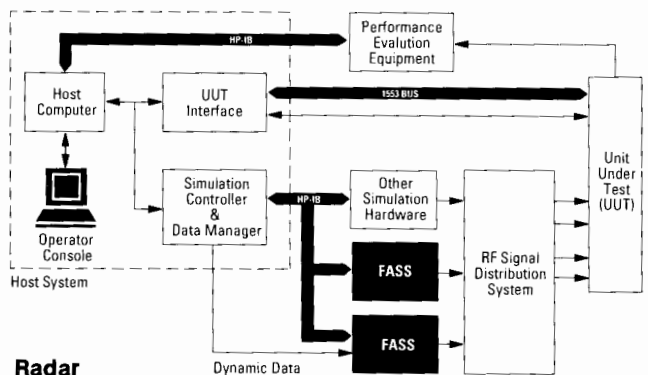 HP-IB
Performance
Evalution
Equipment
Host
Computer
UUT
Interface
1553 BUS
Unit
Under
Test
(UUT)
Simulation
Controller
&
Data Manager
HP-IB
Other
Simulation
Hardware
Operator
Console
RF Signal
Distribution
System
FASS
Host System
FASS
Radar
Dynamic Data